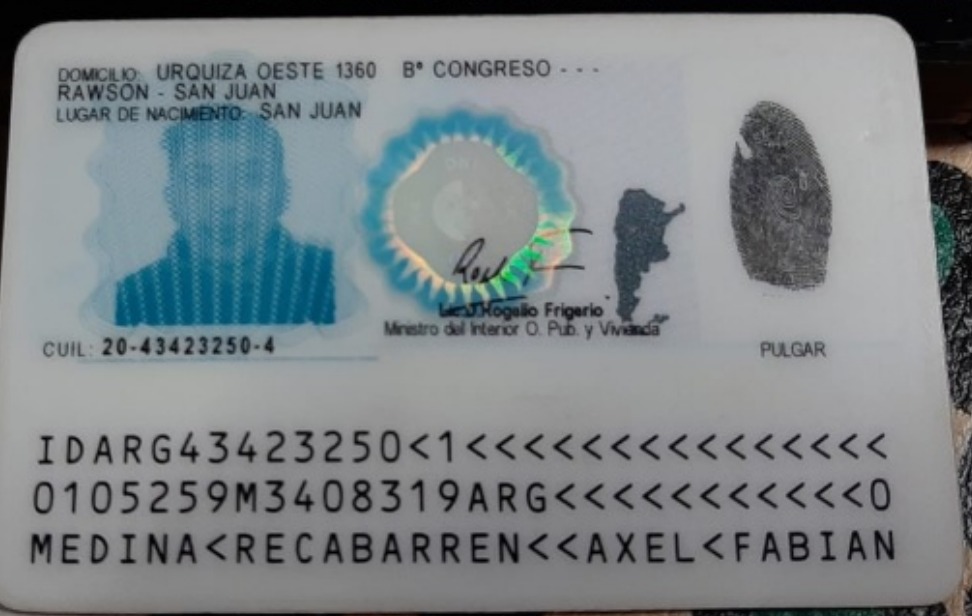 DOMICILIO: URQUIZA OESTE 1360 Bº CONGRESO - - -
RAWSON - SAN JUAN
LUGAR DE NACIMIENTO: SAN JUAN
Lic. Rogelio Frigerio
Ministro del Interior O. Pub. y Vivienda
CUIL: 20-43423250-4
PULGAR
IDARG43423250<1<<<<<<<<<<<<<<<
0105259M3408319ARG<<<<<<<<<<<0
MEDINA<RECABARREN<<AXEL<FABIAN